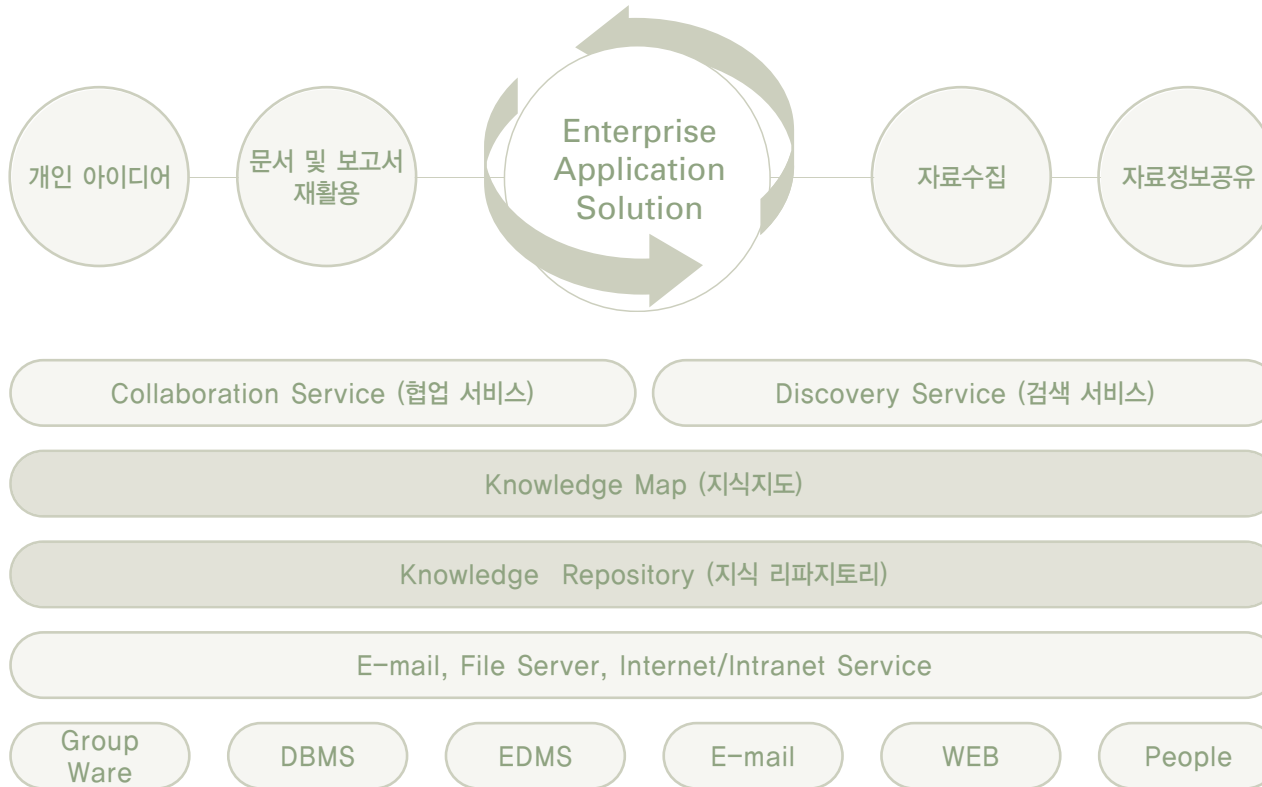 개인 아이디어
문서 및 보고서
재활용
Enterprise
Application
Solution
자료수집
자료정보공유
Collaboration Service (협업 서비스)
Discovery Service (검색 서비스)
Knowledge Map (지식지도)
Knowledge Repository (지식 리파지토리)
E-mail, File Server, Internet/Intranet Service
Group
Ware
DBMS
EDMS
E-mail
WEB
People